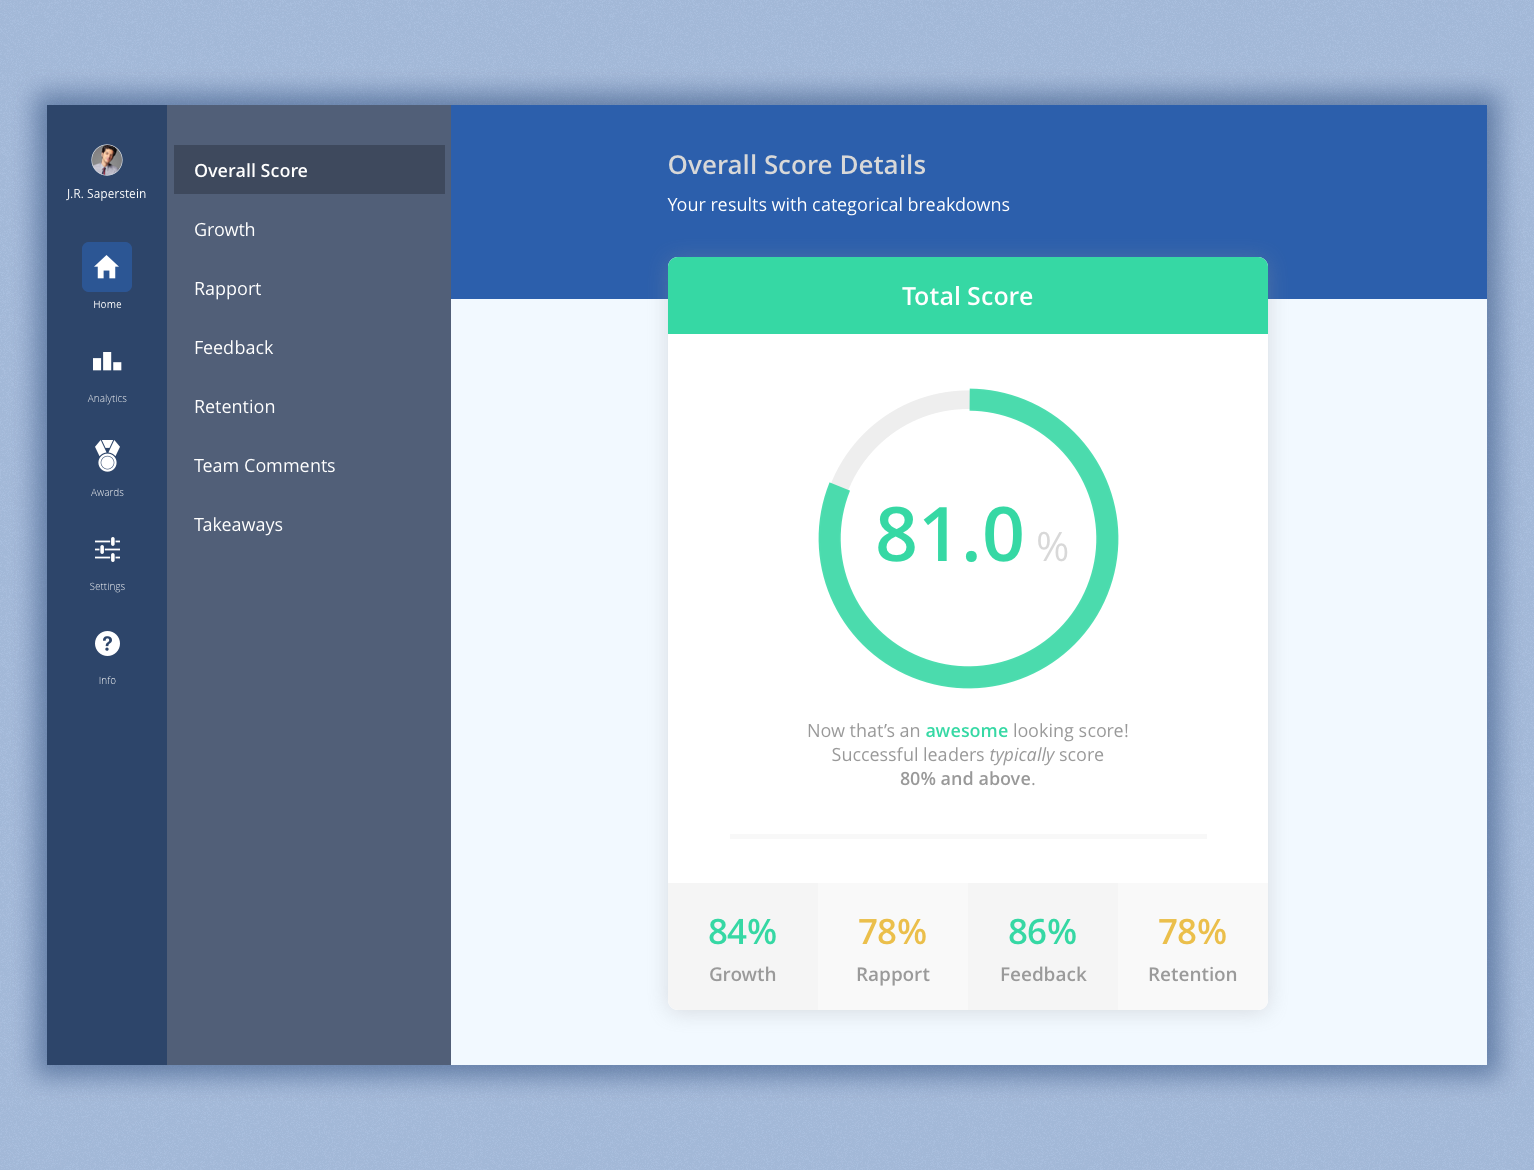 J.R. Saperstein
Home
Analytics
Awards
Settings
?
Info
Overall Score
Growth
Rapport
Feedback
Retention
Team Comments
Takeaways
Overall Score Details
Your results with categorical breakdowns
Total Score
81.0 %
Now that's an awesome looking score!
Successful leaders typically score
80% and above.
84%
Growth
78%
Rapport
86%
Feedback
78%
Retention